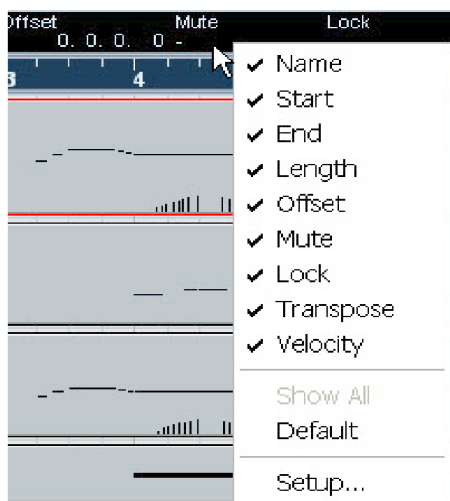 Offset Mute Lock
0. 0. 0. 0 -
3 4
Name
Start
End
Length
Offset
Mute
Lock
Transpose
Velocity
Show All
Default
Setup...